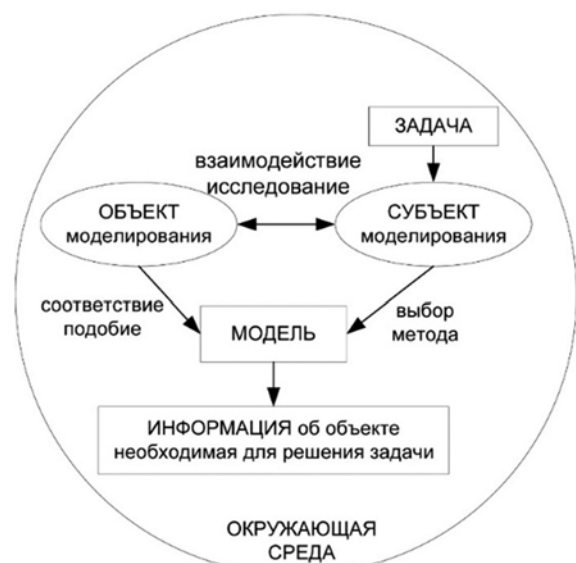 ЗАДАЧА
взаимодействие
исследование
ОБЪЕКТ
моделирования
СУБЪЕКТ
моделирования
соответствие
подобие
МОДЕЛЬ
выбор
метода
ИНФОРМАЦИЯ об объекте
необходимая для решения задачи
ОКРУЖАЮЩАЯ
СРЕДА